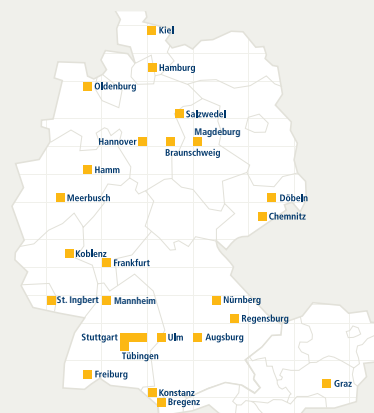 Kiel
Hamburg
Oldenburg
Salzwedel
Magdeburg
Hannover
Braunschweig
Hamm
Meerbusch
Döbeln
Chemnitz
Koblenz
Frankfurt
St. Ingbert
Mannheim
Nürnberg
Regensburg
Stuttgart
Ulm
Augsburg
Tübingen
Freiburg
Graz
Konstanz
Bregenz